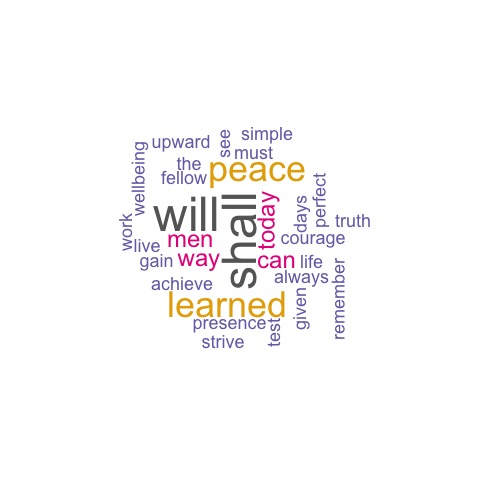 simple
see
upward
must
wellbeing
the
peace
fellow
perfect
will
shall
today
days
truth
work
men
courage
live
way
can
life
gain
always
achieve
remember
learned
given
presence
test
strive